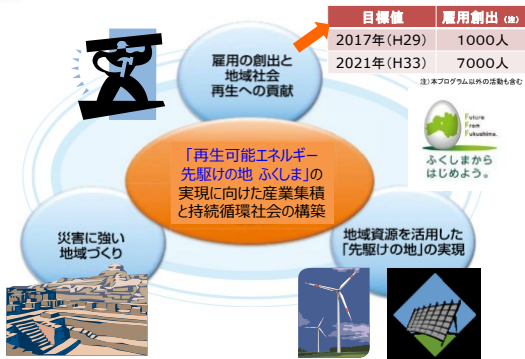 目標値 雇用創出 (注)
2017年(H29) 1000人
2021年(H33) 7000人
注)本プログラム以外の活動も含む
雇用の創出と
地域社会
再生への貢献
Future
From
Fukushima.
ふくしまから
はじめよう。
「再生可能エネルギー
先駆けの地 ふくしま」の
実現に向けた産業集積
と持続循環社会の構築
災害に強い
地域づくり
地域資源を活用した
「先駆けの地」の実現